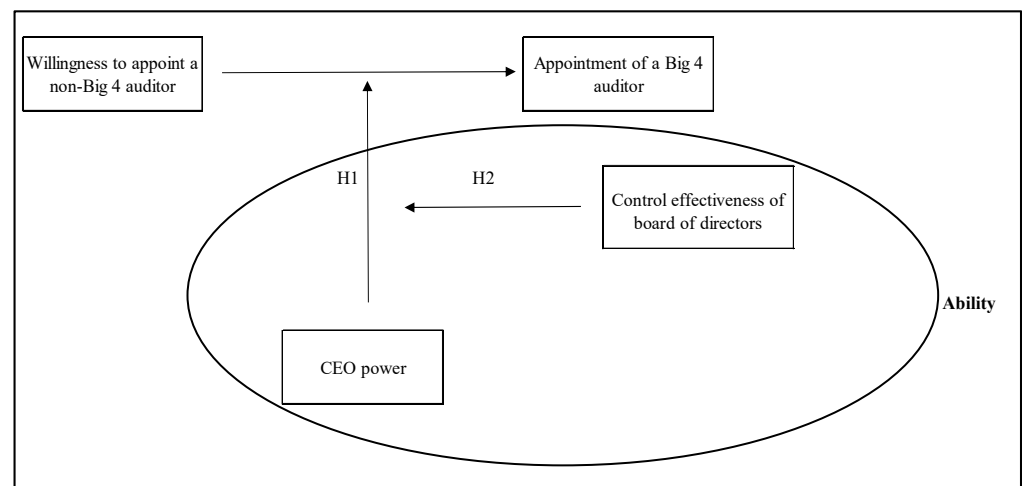 Willingness to appoint a
non-Big 4 auditor
Appointment of a Big 4
auditor
H1
H2
Control effectiveness of
board of directors
Ability
CEO power